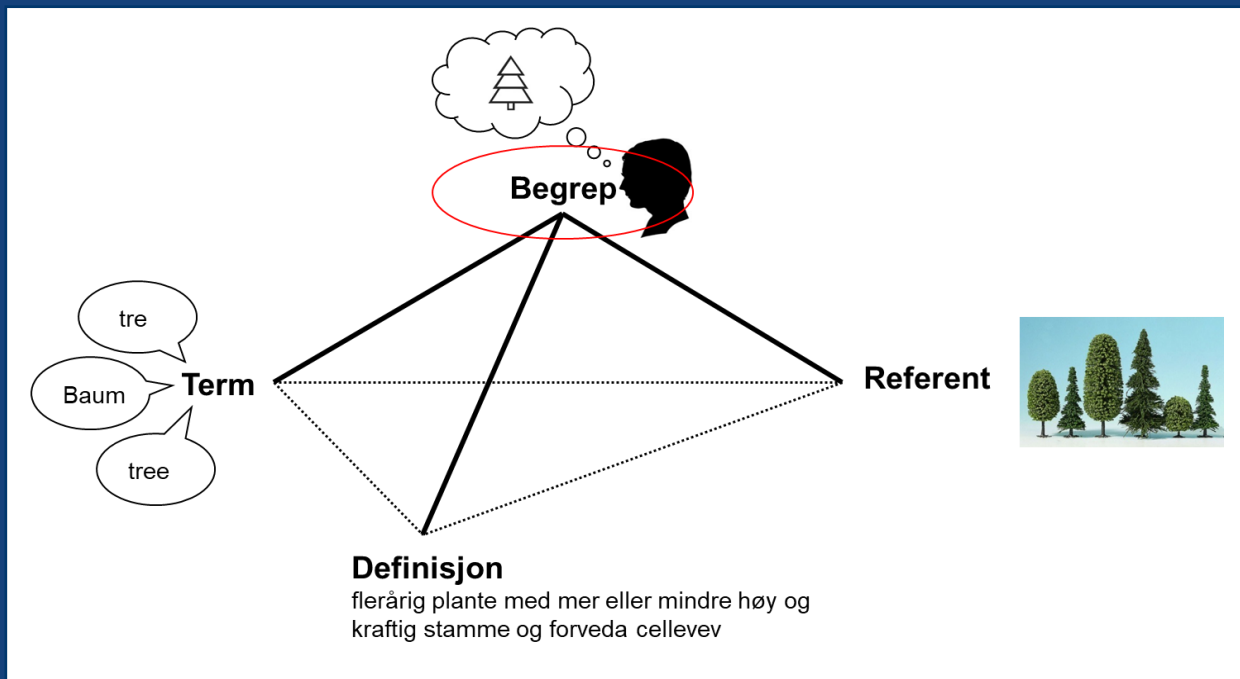 Begrep
tre
Baum
Term
tree
Referent
Definisjon
flerårig plante med mer eller mindre høy og
kraftig stamme og forveda cellevev